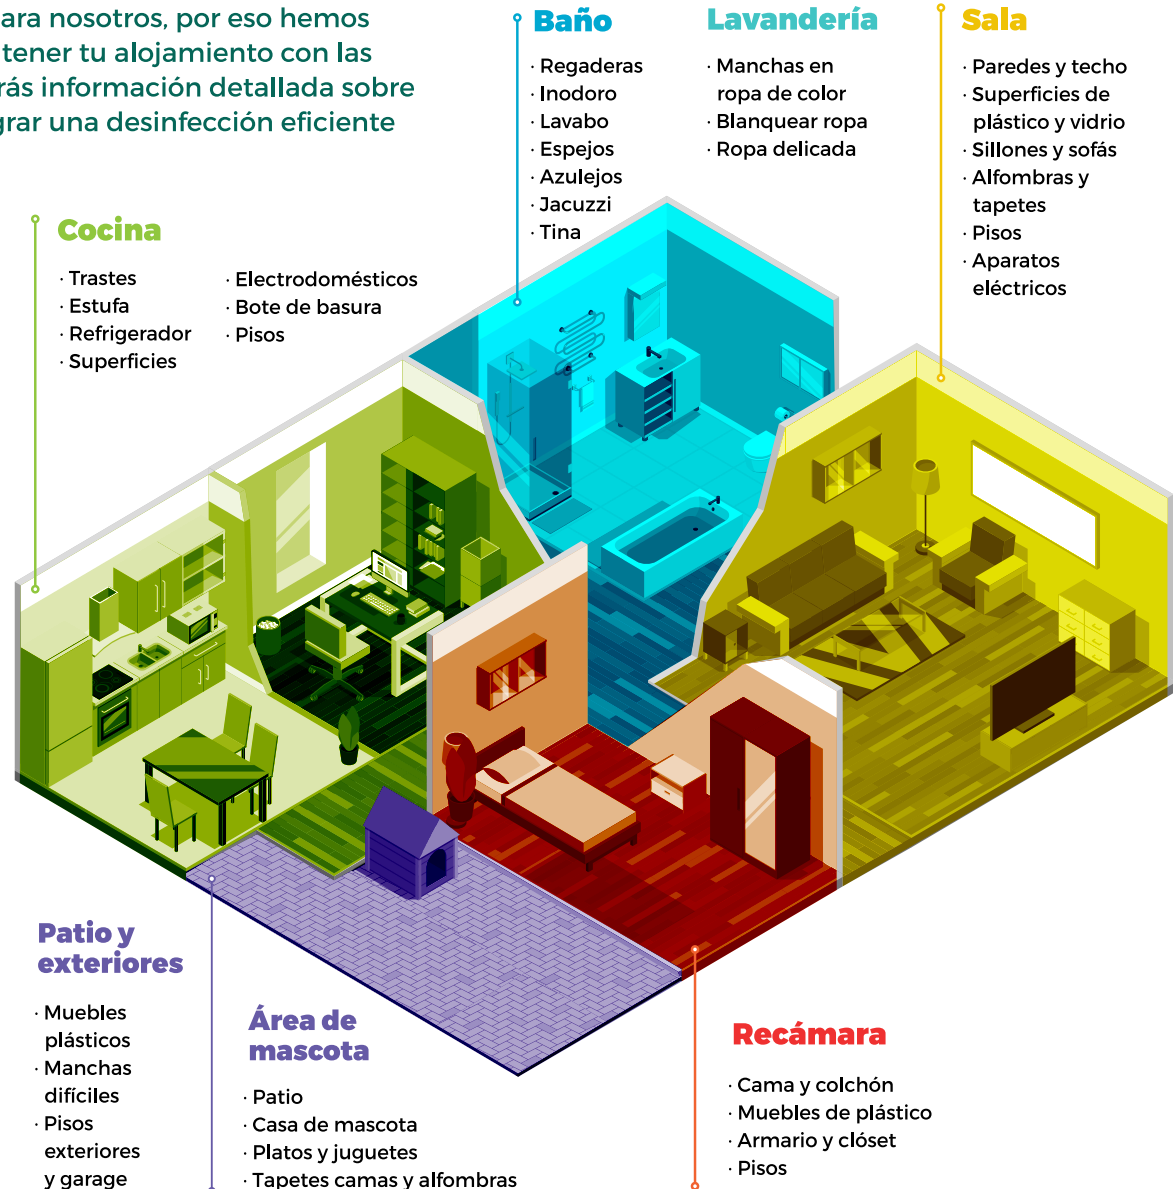 ara nosotros, por eso hemos
tener tu alojamiento con las
rás información detallada sobre
grar una desinfección eficiente
Baño
· Regaderas
· Inodoro
· Lavabo
· Espejos
· Azulejos
· Jacuzzi
· Tina
Lavandería
· Manchas en
ropa de color
· Blanquear ropa
· Ropa delicada
Sala
· Paredes y techo
· Superficies de
plástico y vidrio
· Sillones y sofás
· Alfombras y
tapetes
· Pisos
· Aparatos
eléctricos
Cocina
· Trastes
· Estufa
· Refrigerador
· Superficies
· Electrodomésticos
· Bote de basura
· Pisos
Patio y
exteriores
· Muebles
plásticos
· Manchas
difíciles
· Pisos
exteriores
y garage
Área de
mascota
· Patio
· Casa de mascota
· Platos y juguetes
· Tapetes camas y alfombras
Recámara
· Cama y colchón
· Muebles de plástico
· Armario y clóset
· Pisos